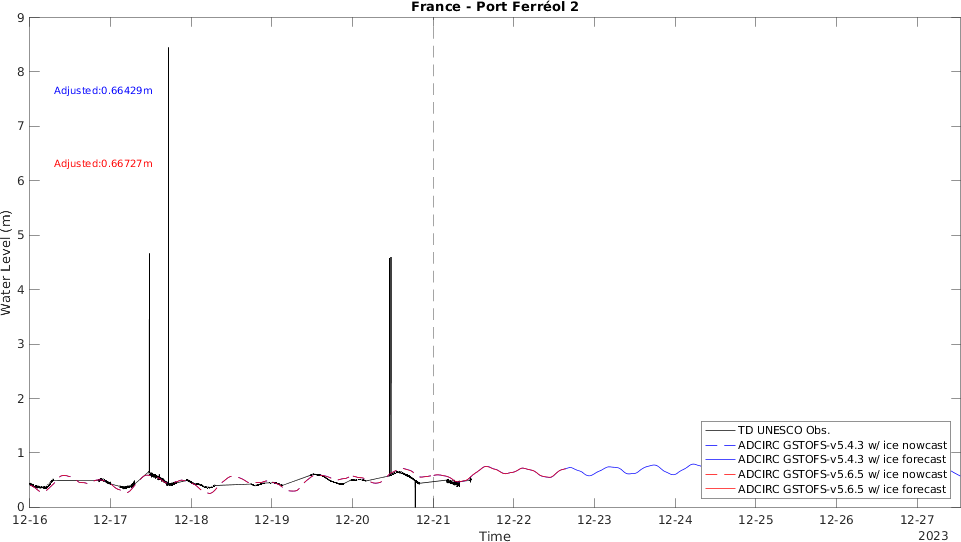 France - Port Ferréol 2
9
8
7
6
5
4
3
2
1
0
Water Level (m)
Adjusted:0.66429m
Adjusted:0.66727m
TD UNESCO Obs.
ADCIRC GSTOFS-v5.4.3 w/ ice nowcast
ADCIRC GSTOFS-v5.4.3 w/ ice forecast
ADCIRC GSTOFS-v5.6.5 w/ ice nowcast
ADCIRC GSTOFS-v5.6.5 w/ ice forecast
12-16 12-17 12-18 12-19 12-20 12-21 12-22 12-23 12-24 12-25 12-26 12-27
Time
2023